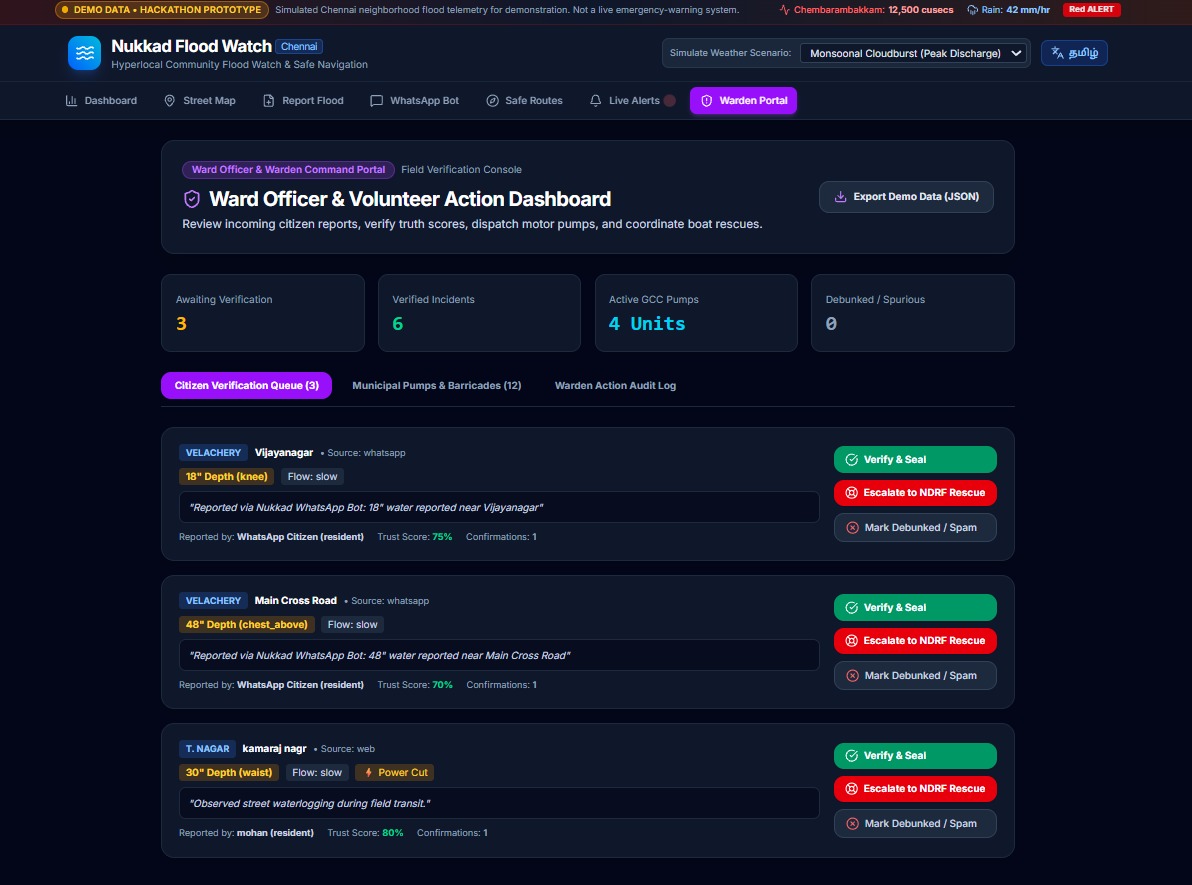 DEMO DATA • HACKATHON PROTOTYPE Simulated Chennai neighborhood flood telemetry for demonstration. Not a live emergency-warning system. Chembarambakkam: 12,500 cusecs Rain: 42 mm/hr Red ALERT
Nukkad Flood Watch Chennai
Hyperlocal Community Flood Watch & Safe Navigation
Simulate Weather Scenario: Monsoonal Cloudburst (Peak Discharge) தமிழ்
Dashboard Street Map Report Flood WhatsApp Bot Safe Routes Live Alerts Warden Portal
Ward Officer & Warden Command Portal Field Verification Console
Ward Officer & Volunteer Action Dashboard
Review incoming citizen reports, verify truth scores, dispatch motor pumps, and coordinate boat rescues.
Export Demo Data (JSON)
Awaiting Verification
3
Verified Incidents
6
Active GCC Pumps
4 Units
Debunked / Spurious
0
Citizen Verification Queue (3) Municipal Pumps & Barricades (12) Warden Action Audit Log
VELACHERY Vijayanagar • Source: whatsapp
18" Depth (knee) Flow: slow
"Reported via Nukkad WhatsApp Bot: 18" water reported near Vijayanagar"
Reported by: WhatsApp Citizen (resident) Trust Score: 75% Confirmations: 1
Verify & Seal
Escalate to NDRF Rescue
Mark Debunked / Spam
VELACHERY Main Cross Road • Source: whatsapp
48" Depth (chest_above) Flow: slow
"Reported via Nukkad WhatsApp Bot: 48" water reported near Main Cross Road"
Reported by: WhatsApp Citizen (resident) Trust Score: 70% Confirmations: 1
Verify & Seal
Escalate to NDRF Rescue
Mark Debunked / Spam
T. NAGAR kamaraj nagr • Source: web
30" Depth (waist) Flow: slow Power Cut
"Observed street waterlogging during field transit."
Reported by: mohan (resident) Trust Score: 80% Confirmations: 1
Verify & Seal
Escalate to NDRF Rescue
Mark Debunked / Spam